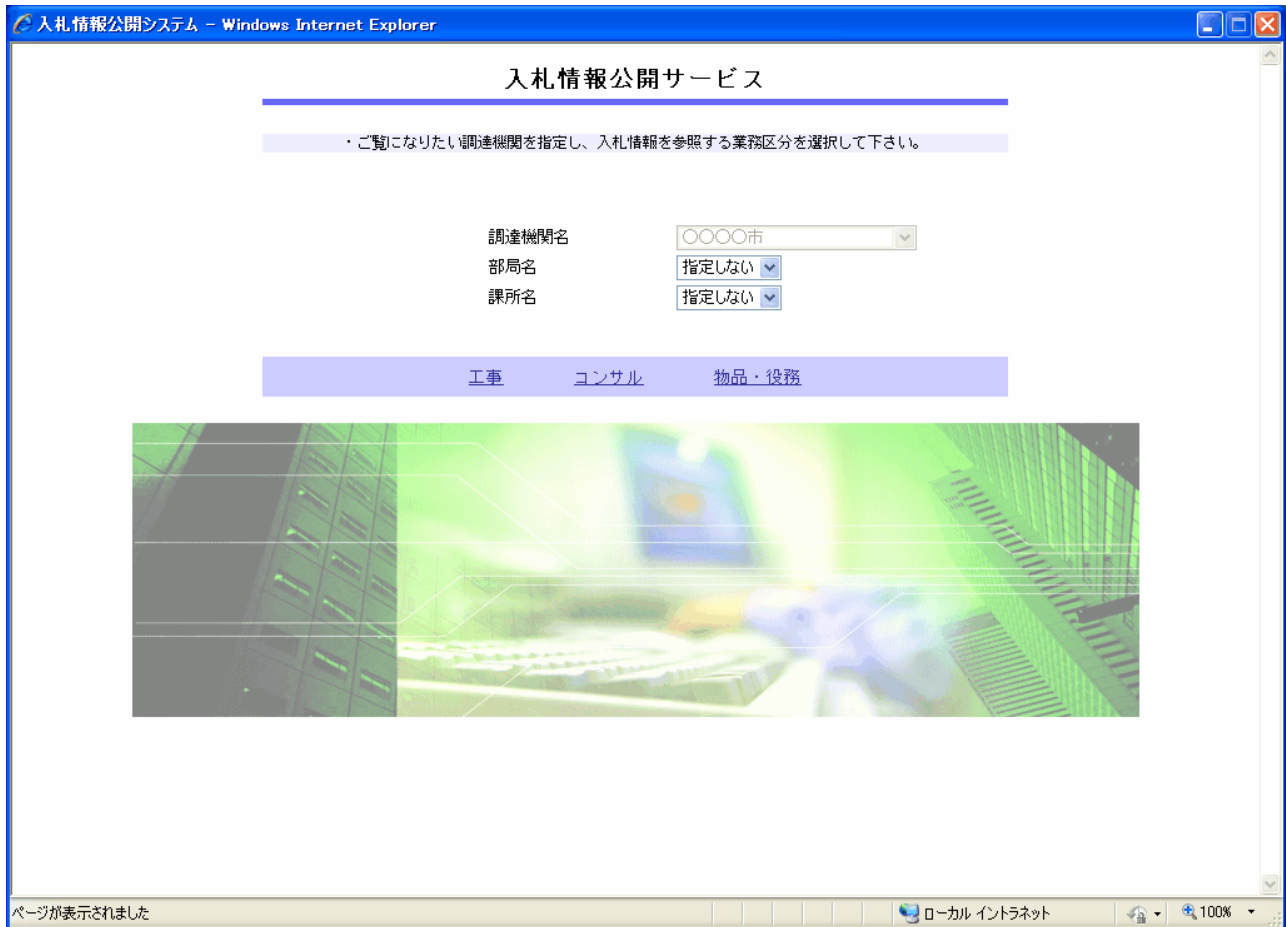 入札情報公開システム - Windows Internet Explorer
入札情報公開サービス
・ご覧になりたい調達機関を指定し、入札情報を参照する業務区分を選択して下さい。
調達機関名 ○○○○市
部局名 指定しない
課所名 指定しない
工事 コンサル 物品・役務
ページが表示されました ローカル イントラネット 100%